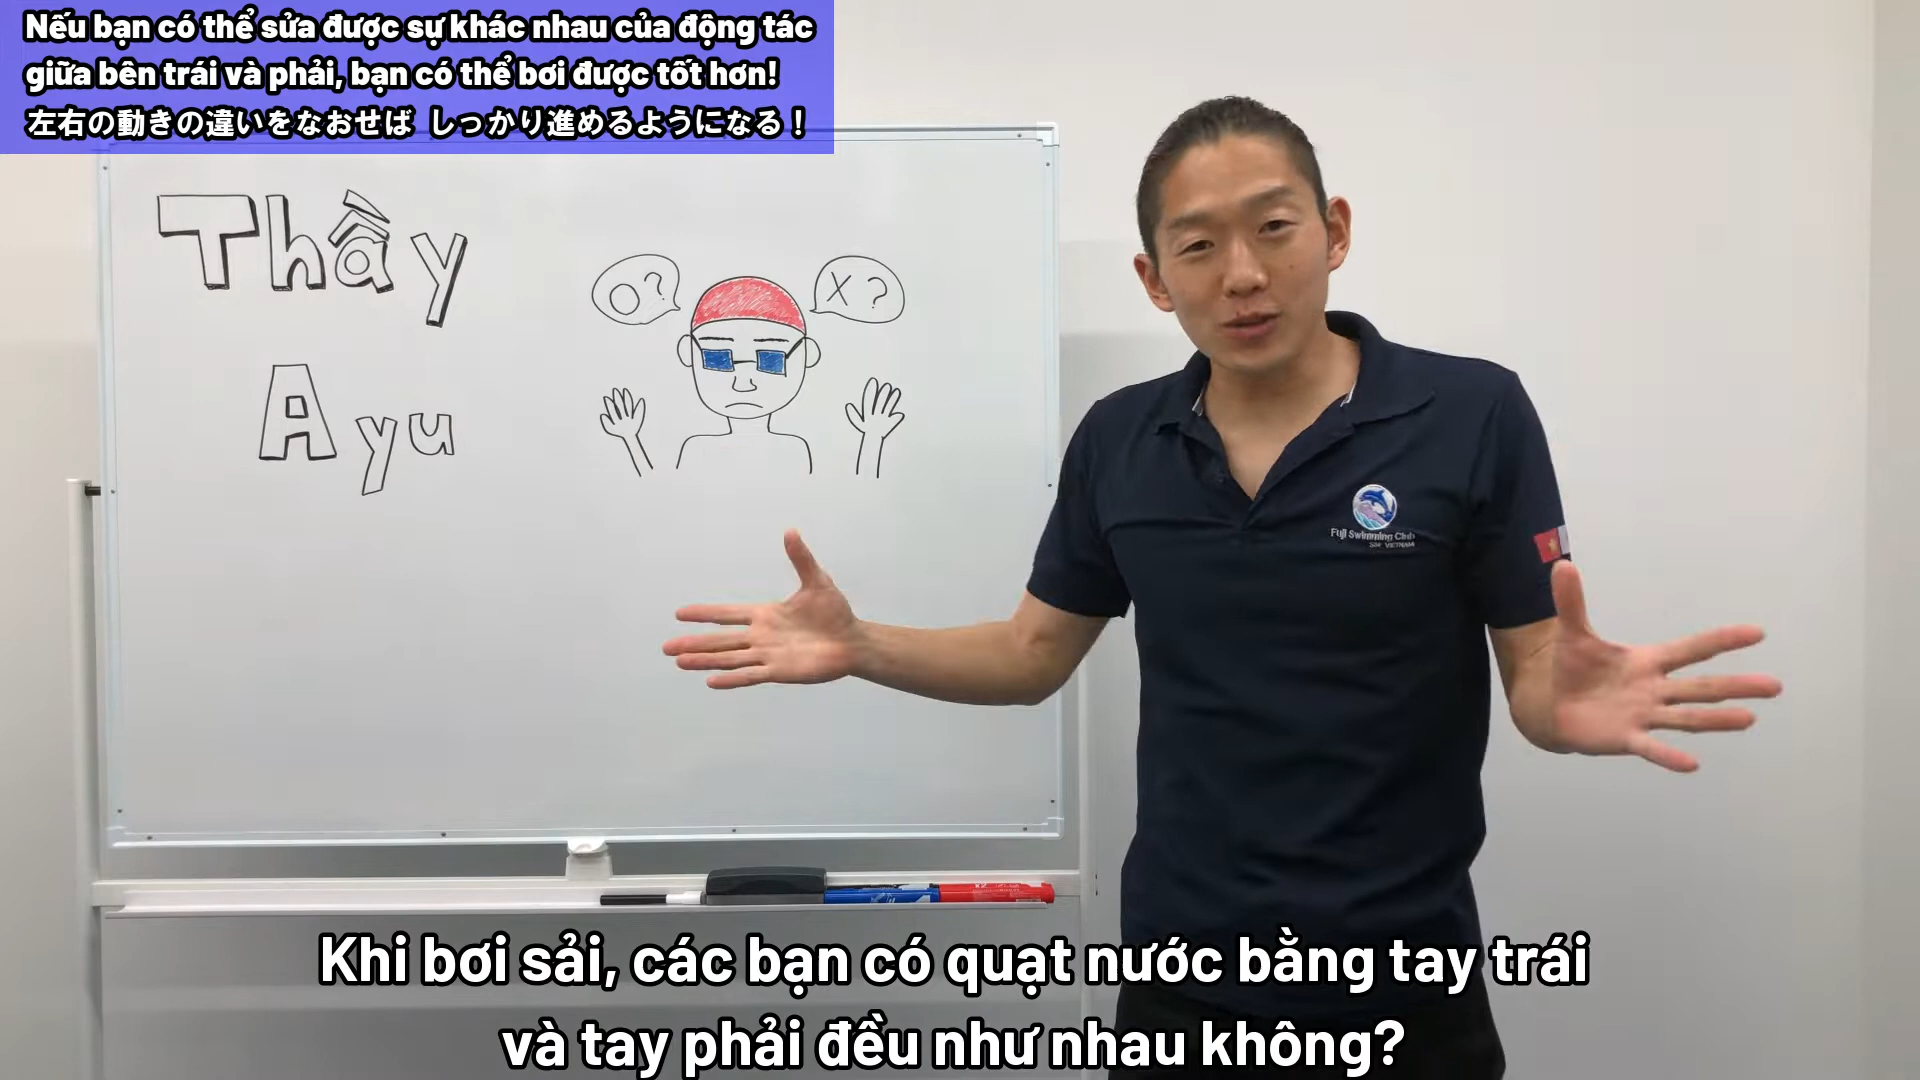 Nếu bạn có thể sửa được sự khác nhau của động tác
giữa bên trái và phải, bạn có thể bơi được tốt hơn!
左右の動きの違いをなおせば しっかり進めるようになる！
Thầy
Ayu
O?
X?
Fuji Swimming Club
VIETNAM
Khi bơi sải, các bạn có quạt nước bằng tay trái
và tay phải đều như nhau không?